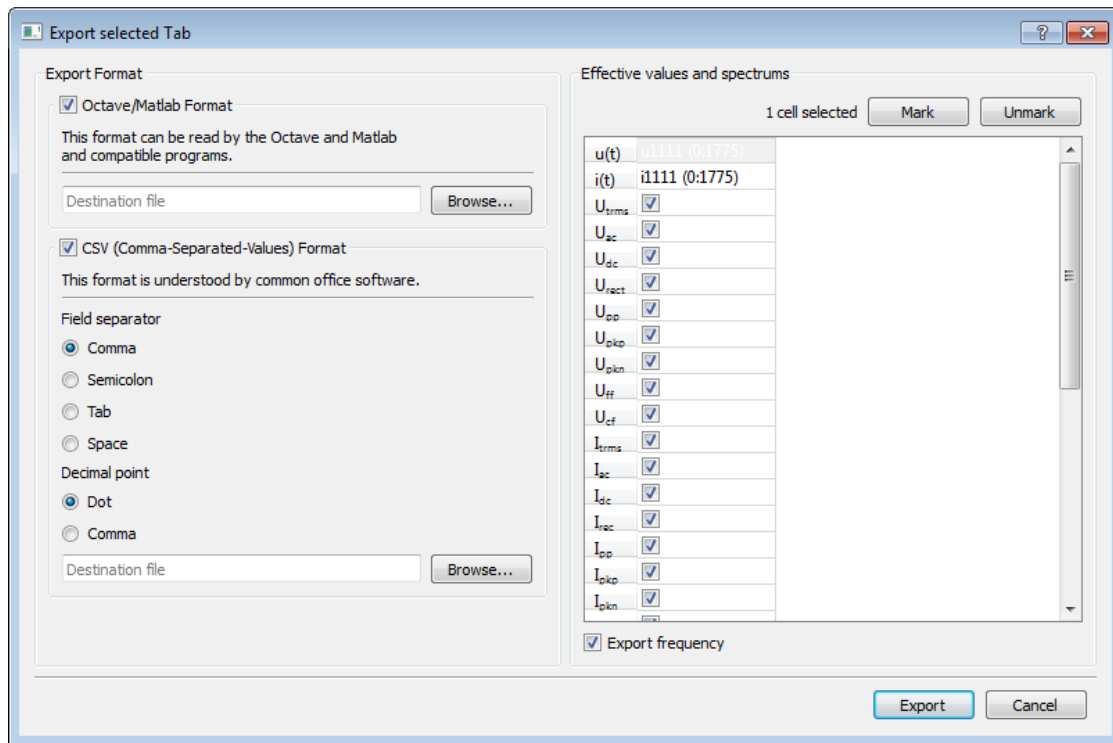 Export selected Tab
Export Format
Octave/Matlab Format
This format can be read by the Octave and Matlab
and compatible programs.
Destination file
Browse...
CSV (Comma-Separated-Values) Format
This format is understood by common office software.
Field separator
Comma
Semicolon
Tab
Space
Decimal point
Dot
Comma
Destination file
Browse...
Effective values and spectrums
1 cell selected
Mark
Unmark
u(t) u1111 (0:1775)
i(t) i1111 (0:1775)
Utrms
Uac
Udc
Urect
Upp
Upkp
Upkn
Uff
Ucf
Itrms
Iac
Idc
Irec
Ipp
Ipkp
Ipkn
Export frequency
Export
Cancel